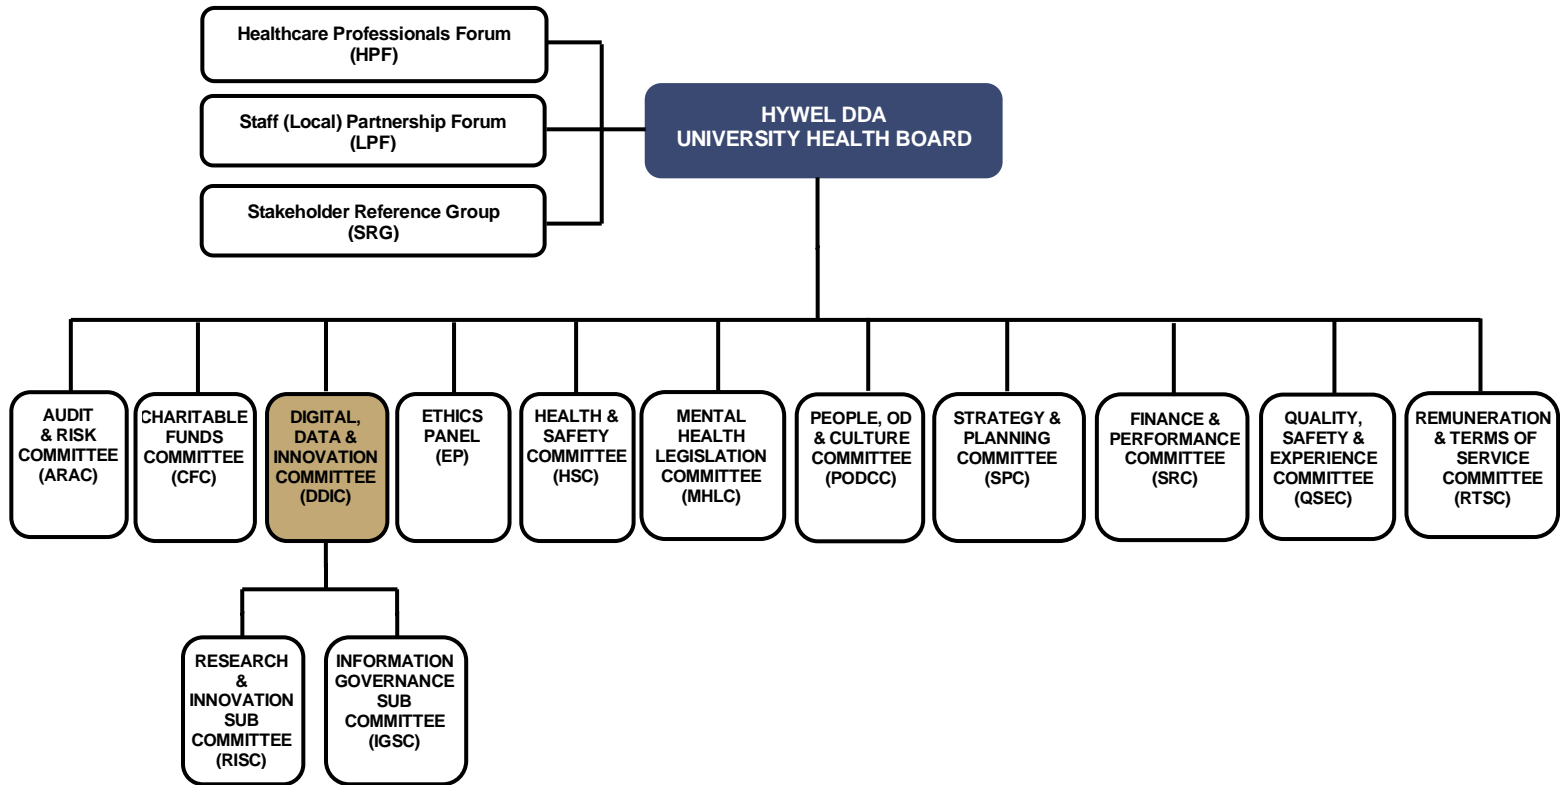 Healthcare Professionals Forum
(HPF)
Staff (Local) Partnership Forum
(LPF)
Stakeholder Reference Group
(SRG)
HYWEL DDA
UNIVERSITY HEALTH BOARD
AUDIT
& RISK
COMMITTEE
(ARAC)
CHARITABLE
FUNDS
COMMITTEE
(CFC)
DIGITAL,
DATA &
INNOVATION
COMMITTEE
(DDIC)
ETHICS
PANEL
(EP)
HEALTH &
SAFETY
COMMITTEE
(HSC)
MENTAL
HEALTH
LEGISLATION
COMMITTEE
(MHLC)
PEOPLE, OD
& CULTURE
COMMITTEE
(PODCC)
STRATEGY &
PLANNING
COMMITTEE
(SPC)
FINANCE &
PERFORMANCE
COMMITTEE
(SRC)
QUALITY,
SAFETY &
EXPERIENCE
COMMITTEE
(QSEC)
REMUNERATION
& TERMS OF
SERVICE
COMMITTEE
(RTSC)
RESEARCH
&
INNOVATION
SUB
COMMITTEE
(RISC)
INFORMATION
GOVERNANCE
SUB
COMMITTEE
(IGSC)